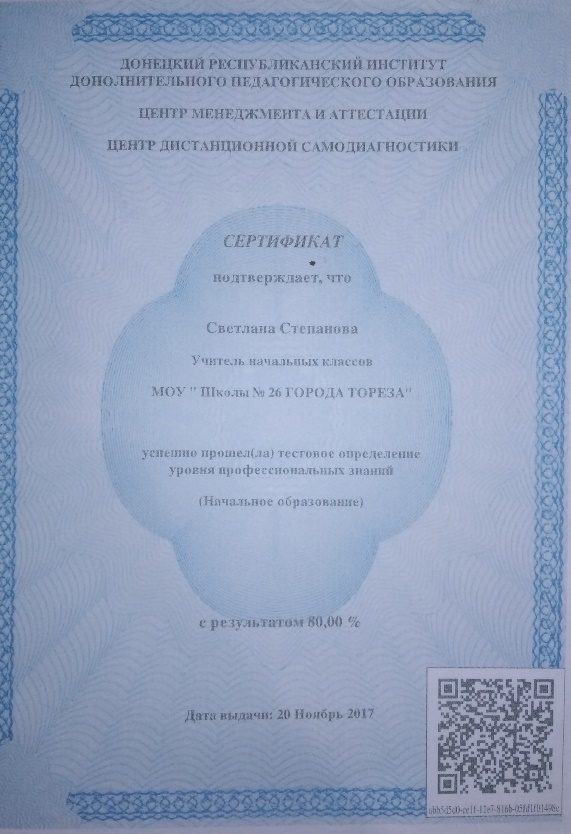 ДОНЕЦКИЙ РЕСПУБЛИКАНСКИЙ ИНСТИТУТ
ДОПОЛНИТЕЛЬНОГО ПЕДАГОГИЧЕСКОГО ОБРАЗОВАНИЯ
ЦЕНТР МЕНЕДЖМЕНТА И АТТЕСТАЦИИ
ЦЕНТР ДИСТАНЦИОННОЙ САМОДИАГНОСТИКИ
СЕРТИФИКАТ
подтверждает, что
Светлана Степанова
Учитель начальных классов
МОУ " Школы № 26 ГОРОДА ТОРЕЗА"
успешно прошел(ла) тестовое определение
уровня профессиональных знаний
(Начальное образование)
с результатом 80,00 %
Дата выдачи: 20 Ноябрь 2017